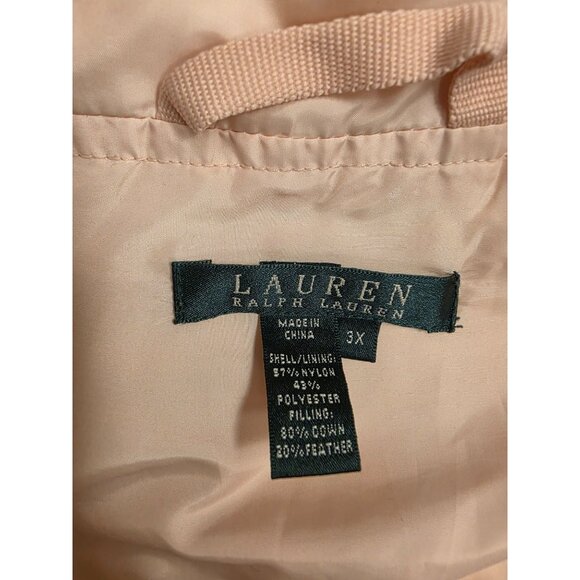 LAUREN
RALPH LAUREN
MADE IN
CHINA
3X
SHELL/LINING:
57% NYLON
43%
POLYESTER
FILLING:
80% DOWN
20% FEATHER